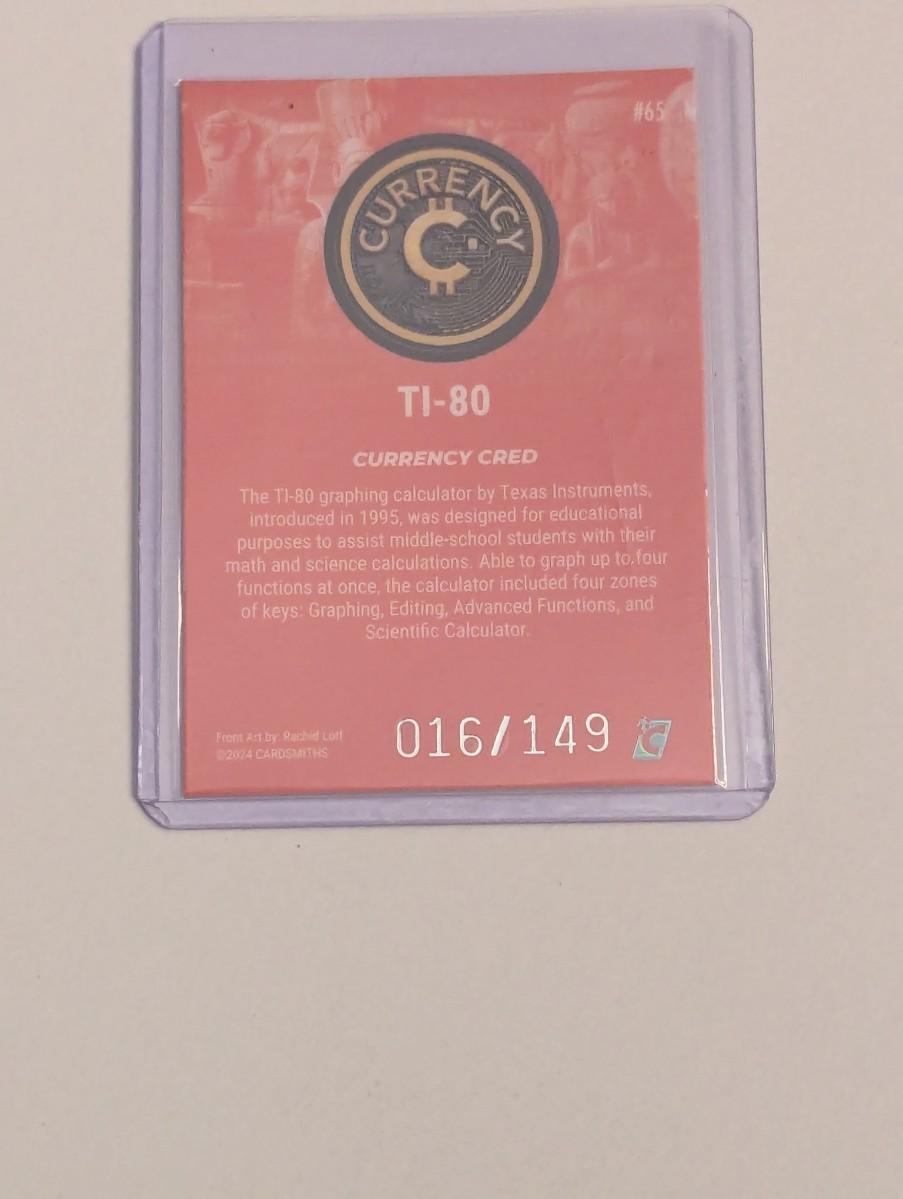 #65
CURRENCY
TI-80
CURRENCY CRED
The TI-80 graphing calculator by Texas Instruments,
introduced in 1995, was designed for educational
purposes to assist middle-school students with their
math and science calculations. Able to graph up to four
functions at once, the calculator included four zones
of keys: Graphing, Editing, Advanced Functions, and
Scientific Calculator.
Front Art by: Rachid Lotf
©2024 CARDSMITHS
016/149